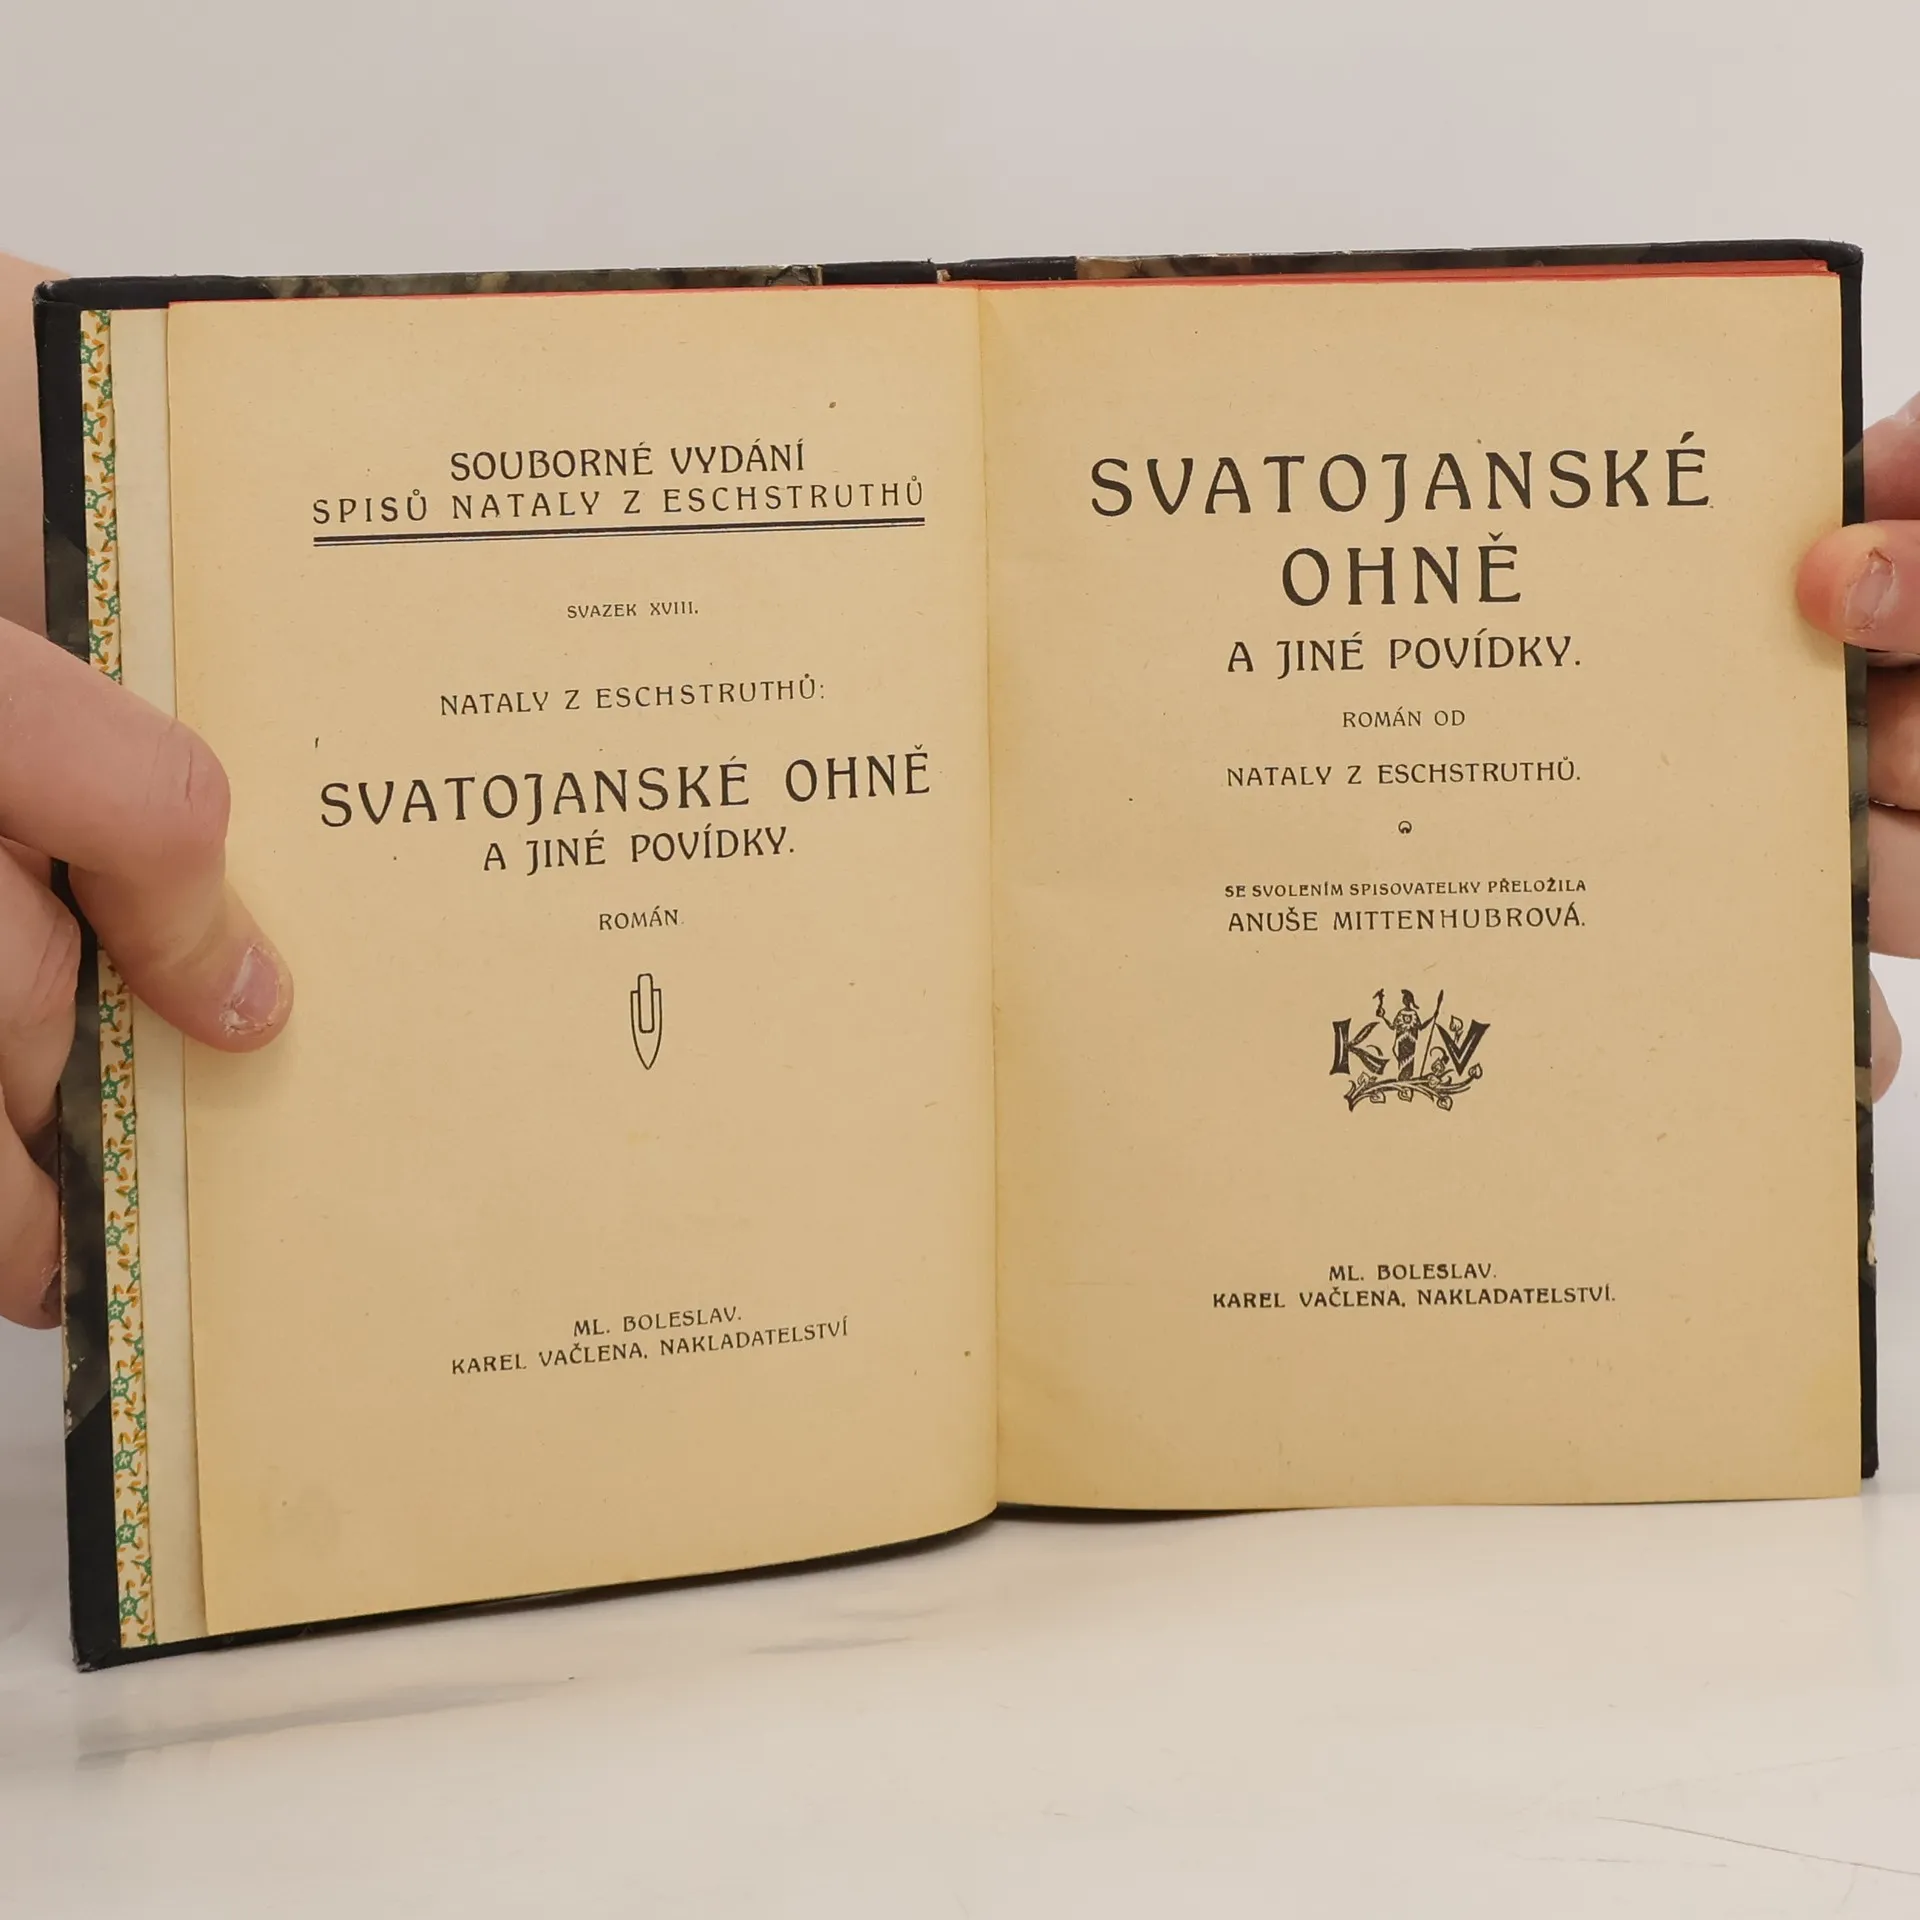 SOUBORNÉ VYDÁNÍ
SPISŮ NATALY Z ESCHSTRUTHŮ
SVAZEK XVIII.
NATALY Z ESCHSTRUTHŮ:
SVATOJANSKÉ OHNĚ
A JINÉ POVÍDKY.
ROMÁN.
ML. BOLESLAV.
KAREL VAČLENA, NAKLADATELSTVÍ
SVATOJANSKÉ
OHNĚ
A JINÉ POVÍDKY.
ROMÁN OD
NATALY Z ESCHSTRUTHŮ.
SE SVOLENÍM SPISOVATELKY PŘELOŽILA
ANUŠE MITTENHUBROVÁ.
K V
ML. BOLESLAV.
KAREL VAČLENA, NAKLADATELSTVÍ.